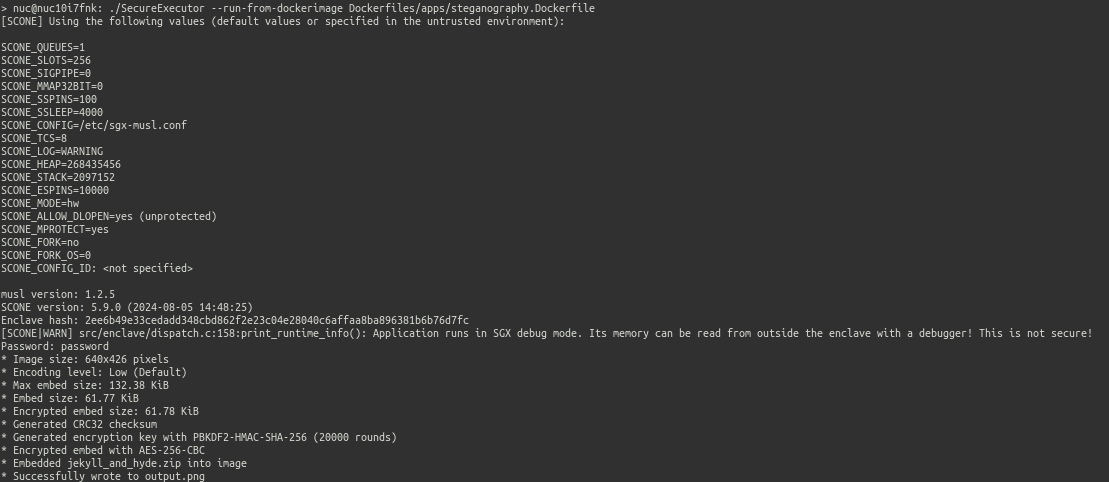 > nuc@nuc10i7fnk: ./SecureExecutor --run-from-dockerimage Dockerfiles/apps/steganography.Dockerfile
[SCONE] Using the following values (default values or specified in the untrusted environment):
SCONE_QUEUES=1
SCONE_SLOTS=256
SCONE_SIGPIPE=0
SCONE_MMAP32BIT=0
SCONE_SSPINS=100
SCONE_SSLEEP=4000
SCONE_CONFIG=/etc/sgx-musl.conf
SCONE_TCS=8
SCONE_LOG=WARNING
SCONE_HEAP=268435456
SCONE_STACK=2097152
SCONE_ESPINS=10000
SCONE_MODE=hw
SCONE_ALLOW_DLOPEN=yes (unprotected)
SCONE_MPROTECT=yes
SCONE_FORK=no
SCONE_FORK_OS=0
SCONE_CONFIG_ID: <not specified>
musl version: 1.2.5
SCONE version: 5.9.0 (2024-08-05 14:48:25)
Enclave hash: 2ee6b49e33cedadd348cbd862f2e23c04e28040c6affaa8ba896381b6b76d7fc
[SCONE|WARN] src/enclave/dispatch.c:158:print_runtime_info(): Application runs in SGX debug mode. Its memory can be read from outside the enclave with a debugger! This is not secure!
Password: password
* Image size: 640x426 pixels
* Encoding level: Low (Default)
* Max embed size: 132.38 KiB
* Embed size: 61.77 KiB
* Encrypted embed size: 61.78 KiB
* Generated CRC32 checksum
* Generated encryption key with PBKDF2-HMAC-SHA-256 (20000 rounds)
* Encrypted embed with AES-256-CBC
* Embedded jekyll_and_hyde.zip into image
* Successfully wrote to output.png